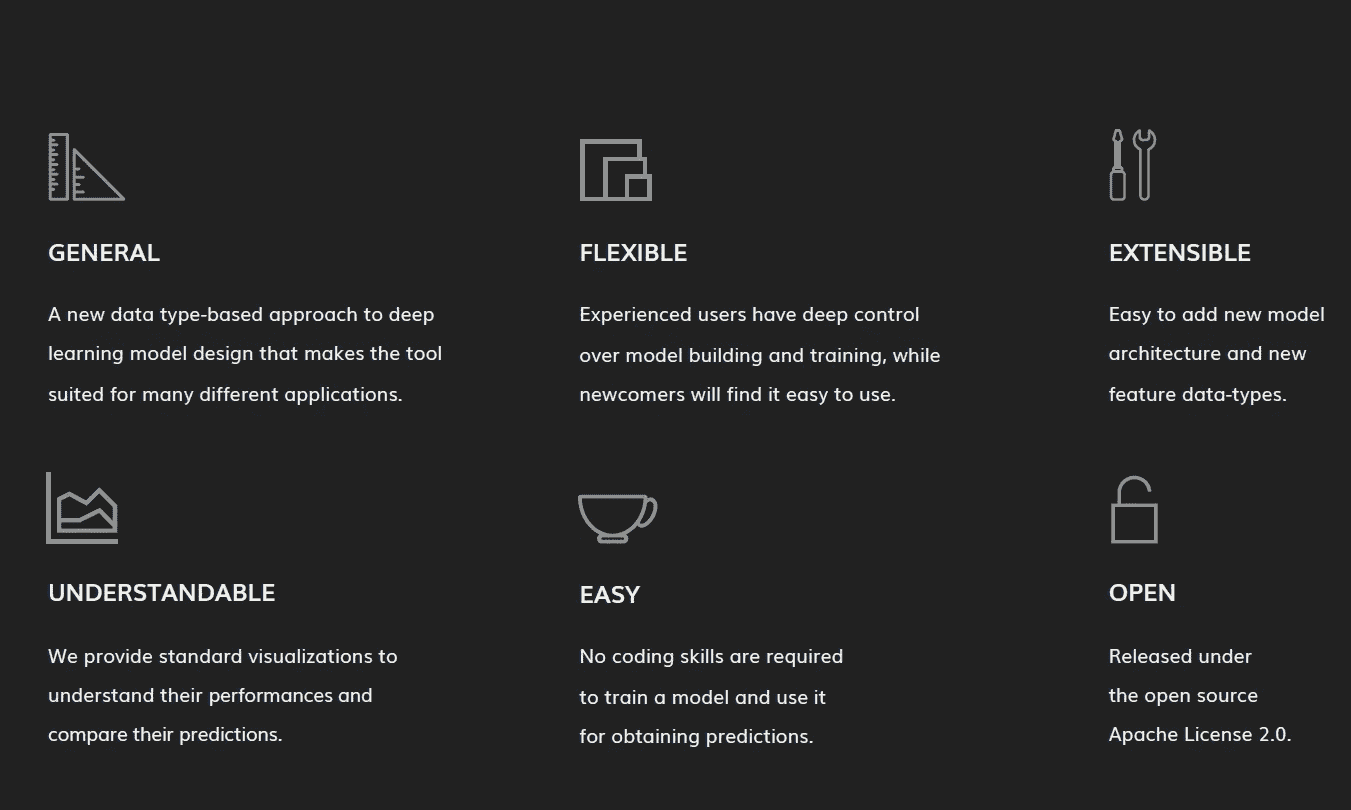 GENERAL
A new data type-based approach to deep
learning model design that makes the tool
suited for many different applications.
FLEXIBLE
Experienced users have deep control
over model building and training, while
newcomers will find it easy to use.
EXTENSIBLE
Easy to add new model
architecture and new
feature data-types.
UNDERSTANDABLE
We provide standard visualizations to
understand their performances and
compare their predictions.
EASY
No coding skills are required
to train a model and use it
for obtaining predictions.
OPEN
Released under
the open source
Apache License 2.0.